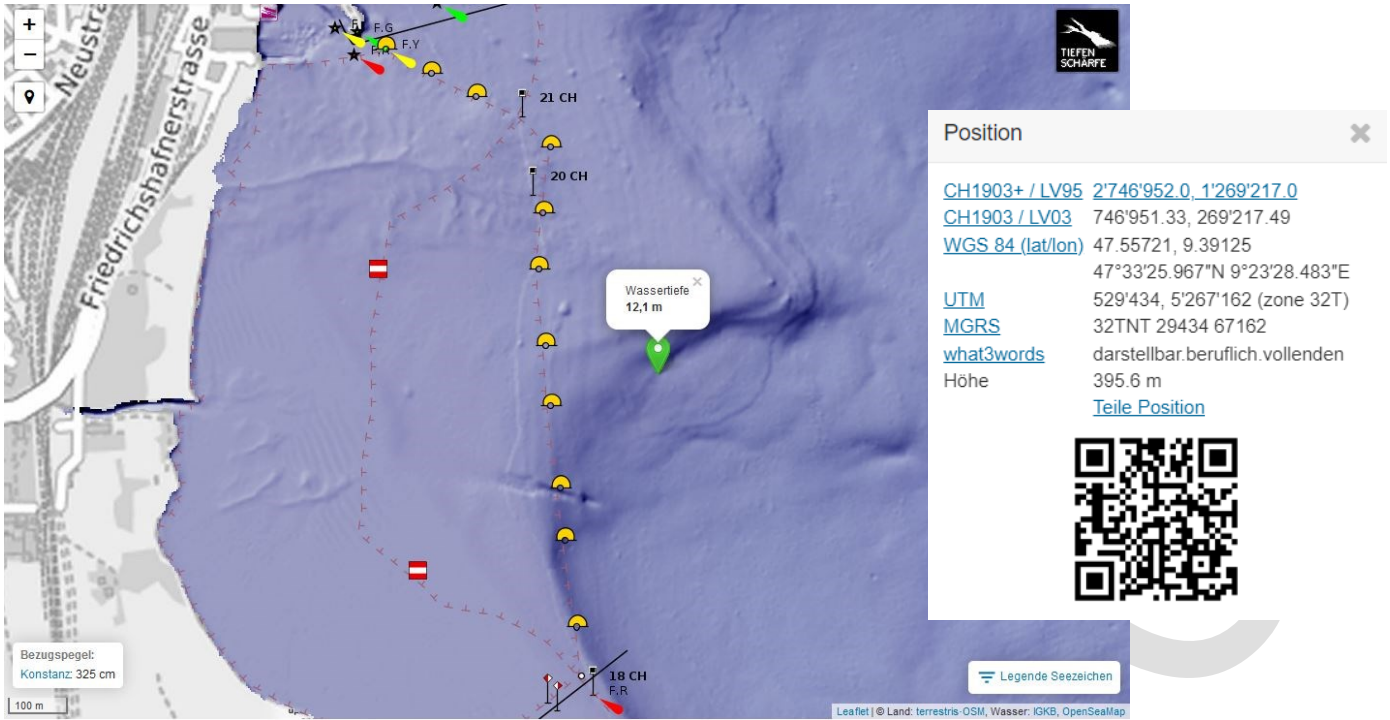 +
−
Neustra
Friedrichshafnerstrasse
F.G
F.Y
21 CH
20 CH
TIEFEN
SCHÄRFE
Wassertiefe ×
12,1 m
18 CH
F.R
Bezugspegel:
Konstanz: 325 cm
100 m
Legende Seezeichen
Leaflet | © Land: terrestris-OSM, Wasser: IGKB, OpenSeaMap
Position ×
CH1903+ / LV95 2'746'952.0, 1'269'217.0
CH1903 / LV03 746'951.33, 269'217.49
WGS 84 (lat/lon) 47.55721, 9.39125
47°33'25.967"N 9°23'28.483"E
UTM 529'434, 5'267'162 (zone 32T)
MGRS 32TNT 29434 67162
what3words darstellbar.beruflich.vollenden
Höhe 395.6 m
Teile Position